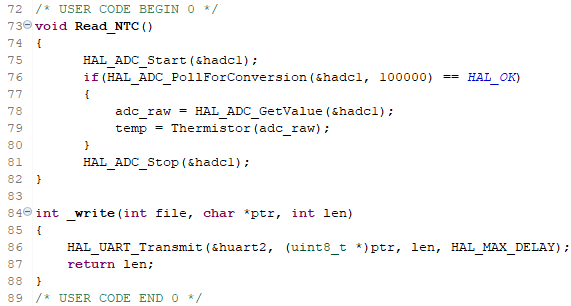 72 /* USER CODE BEGIN 0 */
73 void Read_NTC()
74 {
75 HAL_ADC_Start(&hadc1);
76 if(HAL_ADC_PollForConversion(&hadc1, 100000) == HAL_OK)
77 {
78 adc_raw = HAL_ADC_GetValue(&hadc1);
79 temp = Thermistor(adc_raw);
80 }
81 HAL_ADC_Stop(&hadc1);
82 }
83
84 int _write(int file, char *ptr, int len)
85 {
86 HAL_UART_Transmit(&huart2, (uint8_t *)ptr, len, HAL_MAX_DELAY);
87 return len;
88 }
89 /* USER CODE END 0 */